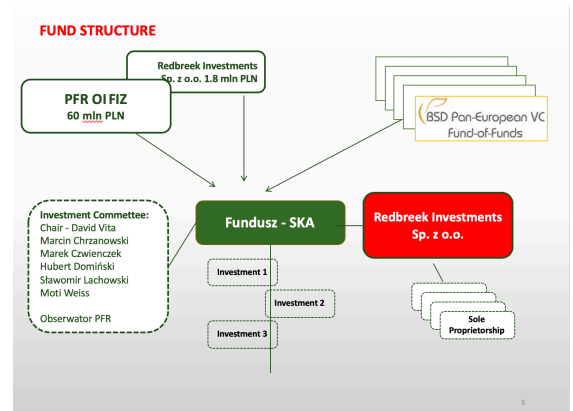 FUND STRUCTURE
Redbreek Investments
Sp. z o.o. 1.8 mln PLN
PFR OI FIZ
60 mln PLN
BSD Pan-European VC
Fund-of-Funds
Investment Committee:
Chair - David Vita
Marcin Chrzanowski
Marek Czwienczek
Hubert Domiński
Sławomir Lachowski
Moti Weiss
Obserwator PFR
Fundusz - SKA
Redbreek Investments
Sp. z o.o.
Investment 1
Investment 2
Investment 3
Sole
Proprietorship
5